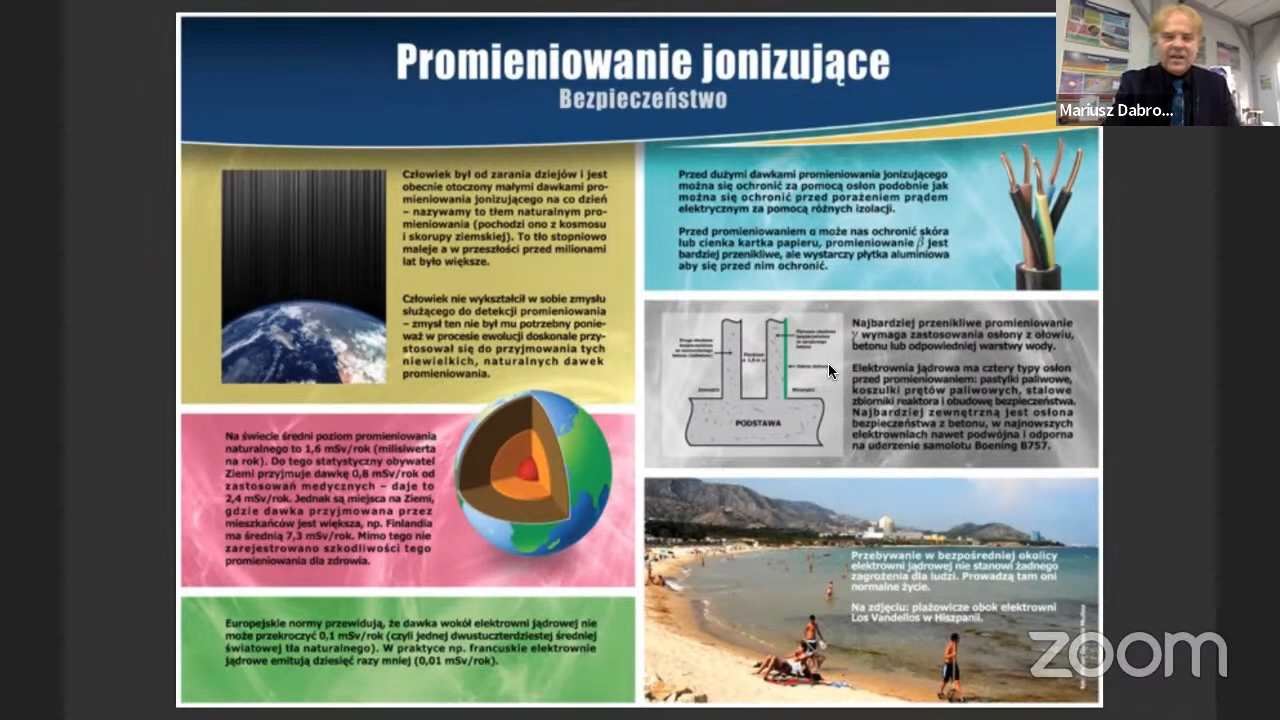 Promieniowanie jonizujące
Bezpieczeństwo
Mariusz Dabro...
Człowiek był od zarania dziejów i jest
obecnie otoczony małymi dawkami pro-
mieniowania jonizującego na co dzień
– nazywamy to tłem naturalnym pro-
mieniowania (pochodzi ono z kosmosu
i skorupy ziemskiej). To tło stopniowo
maleje a w przeszłości przed milionami
lat było większe.
Człowiek nie wykształcił w sobie zmysłu
służącego do detekcji promieniowania
– zmysł ten nie był mu potrzebny ponie-
waż w procesie ewolucji doskonale przy-
stosował się do przyjmowania tych
niewielkich, naturalnych dawek
promieniowania.
Na świecie średni poziom promieniowania
naturalnego to 1,6 mSv/rok (milisiwerta
na rok). Do tego statystyczny obywatel
Ziemi przyjmuje dawkę 0,8 mSv/rok od
zastosowań medycznych – daje to
2,4 mSv/rok. Jednak są miejsca na Ziemi,
gdzie dawka przyjmowana przez
mieszkańców jest większa, np. Finlandia
ma średnią 7,3 mSv/rok. Mimo tego nie
zarejestrowano szkodliwości tego
promieniowania dla zdrowia.
Europejskie normy przewidują, że dawka wokół elektrowni jądrowej nie
może przekroczyć 0,1 mSv/rok (czyli jednej dwustuczterdziestej średniej
światowej tła naturalnego). W praktyce np. francuskie elektrownie
jądrowe emitują dziesięć razy mniej (0,01 mSv/rok).
Przed dużymi dawkami promieniowania jonizującego
można się ochronić za pomocą osłon podobnie jak
można się ochronić przed porażeniem prądem
elektrycznym za pomocą różnych izolacji.
Przed promieniowaniem α może nas ochronić skóra
lub cienka kartka papieru, promieniowanie β jest
bardziej przenikliwe, ale wystarczy płytka aluminiowa
aby się przed nim ochronić.
PODSTAWA
Najbardziej przenikliwe promieniowanie
γ wymaga zastosowania osłony z ołowiu,
betonu lub odpowiedniej warstwy wody.
Elektrownia jądrowa ma cztery typy osłon
przed promieniowaniem: pastylki paliwowe,
koszulki prętów paliwowych, stalowe
zbiorniki reaktora i obudowę bezpieczeństwa.
Najbardziej zewnętrzną jest osłona
bezpieczeństwa z betonu, w najnowszych
elektrowniach nawet podwójna i odporna
na uderzenie samolotu Boening B757.
Przebywanie w bezpośredniej okolicy
elektrowni jądrowej nie stanowi żadnego
zagrożenia dla ludzi. Prowadzą tam oni
normalne życie.
Na zdjęciu: plażowicze obok elektrowni
Los Vandellos w Hiszpanii.
zoom